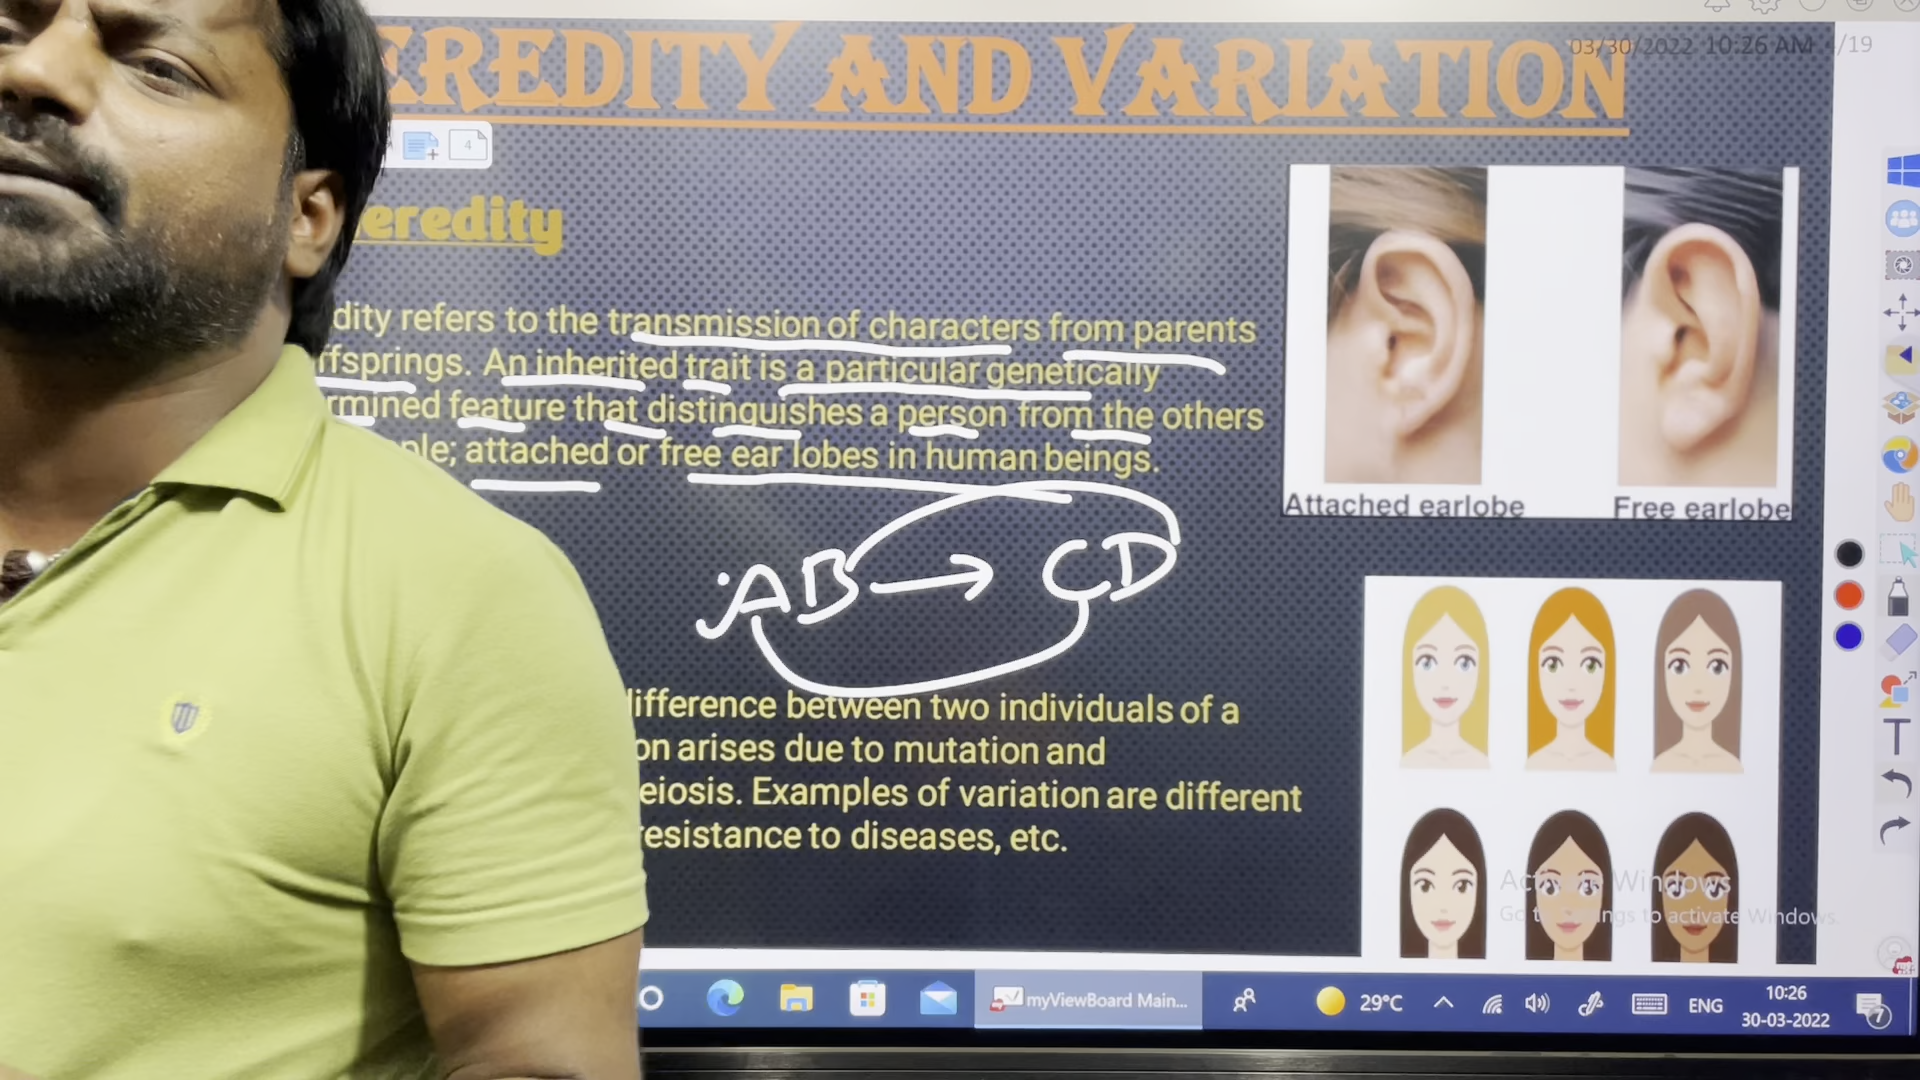 EREDITY AND VARIATION
03/30/2022 10:26 AM /19
4
eredity
dity refers to the transmission of characters from parents
ffsprings. An inherited trait is a particular genetically
rmined feature that distinguishes a person from the others
ple; attached or free ear lobes in human beings.
Attached earlobe Free earlobe
AB → CD
ifference between two individuals of a
on arises due to mutation and
eiosis. Examples of variation are different
resistance to diseases, etc.
Activate Windows
Go to Settings to activate Windows.
myViewBoard Main...
29°C
ENG
10:26
30-03-2022
7